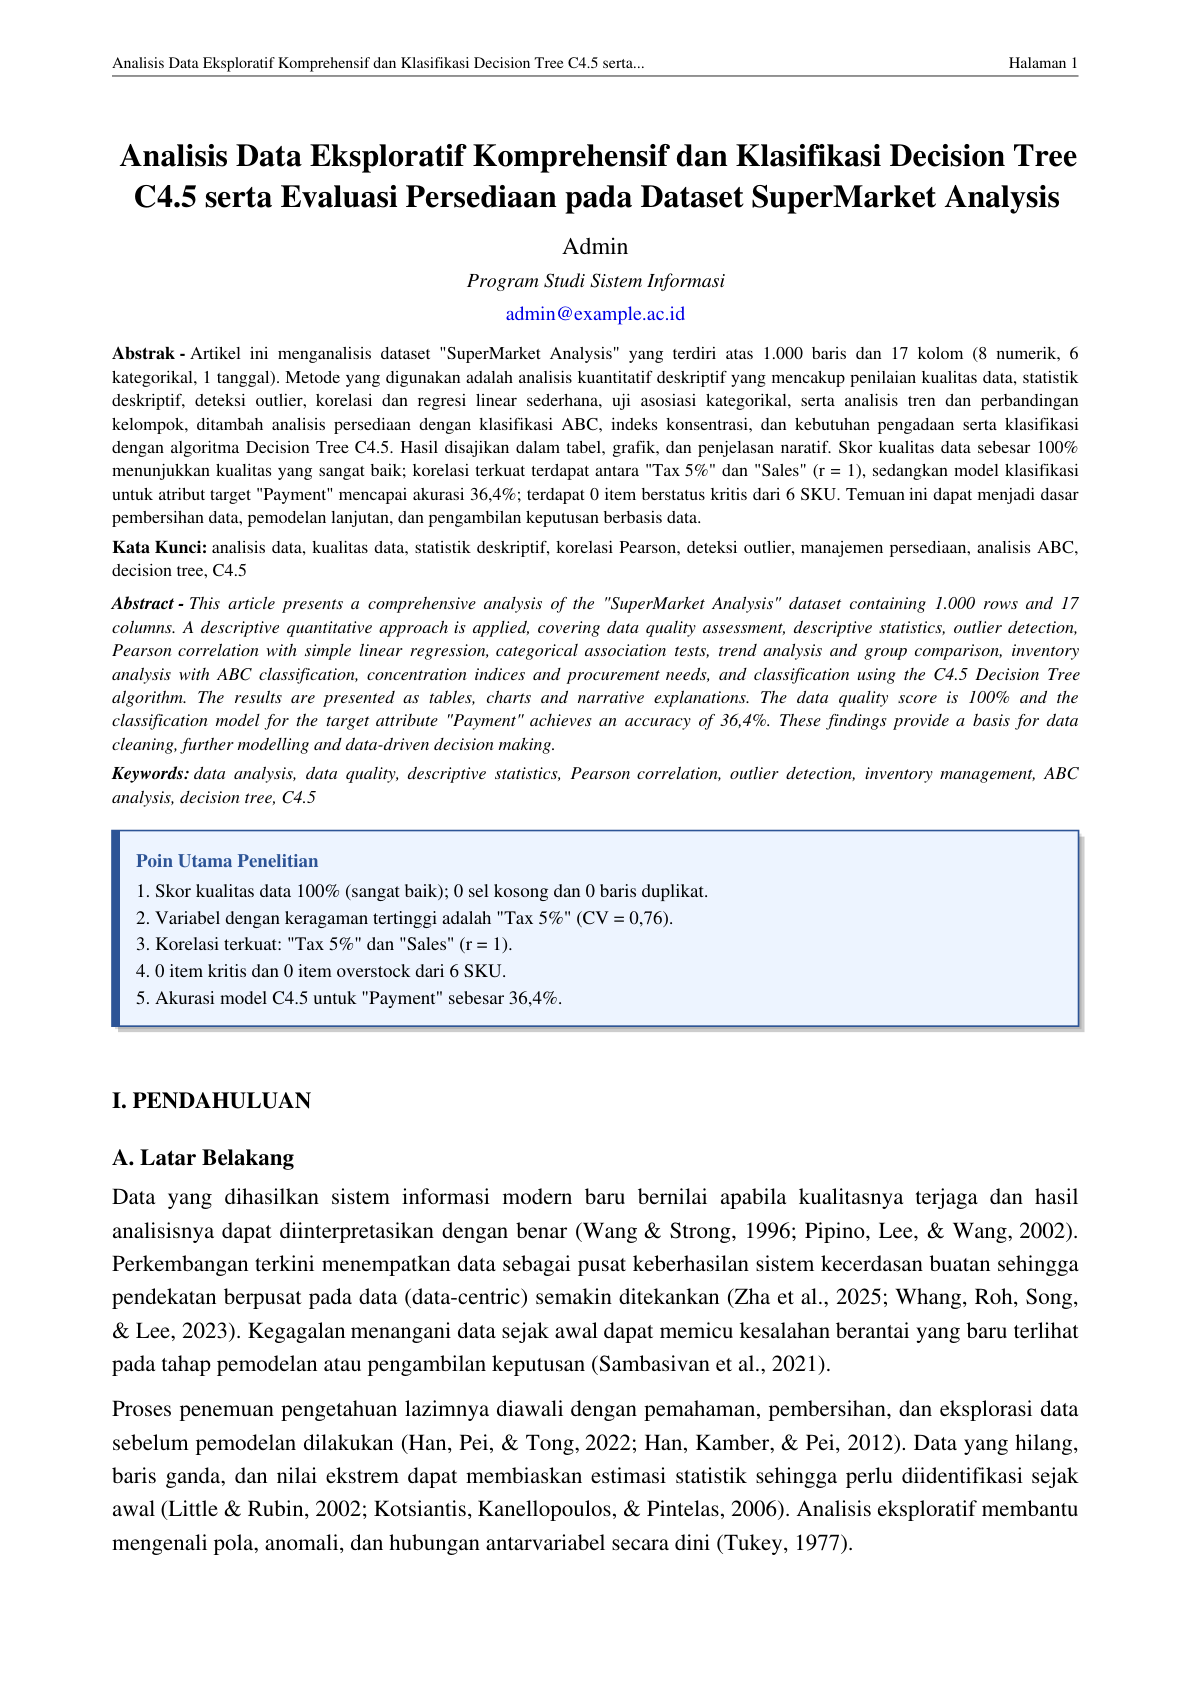 Analisis Data Eksploratif Komprehensif dan Klasifikasi Decision Tree C4.5 serta... Halaman 1
Analisis Data Eksploratif Komprehensif dan Klasifikasi Decision Tree
C4.5 serta Evaluasi Persediaan pada Dataset SuperMarket Analysis
Admin
Program Studi Sistem Informasi
admin@example.ac.id
Abstrak - Artikel ini menganalisis dataset "SuperMarket Analysis" yang terdiri atas 1.000 baris dan 17 kolom (8 numerik, 6
kategorikal, 1 tanggal). Metode yang digunakan adalah analisis kuantitatif deskriptif yang mencakup penilaian kualitas data, statistik
deskriptif, deteksi outlier, korelasi dan regresi linear sederhana, uji asosiasi kategorikal, serta analisis tren dan perbandingan
kelompok, ditambah analisis persediaan dengan klasifikasi ABC, indeks konsentrasi, dan kebutuhan pengadaan serta klasifikasi
dengan algoritma Decision Tree C4.5. Hasil disajikan dalam tabel, grafik, dan penjelasan naratif. Skor kualitas data sebesar 100%
menunjukkan kualitas yang sangat baik; korelasi terkuat terdapat antara "Tax 5%" dan "Sales" (r = 1), sedangkan model klasifikasi
untuk atribut target "Payment" mencapai akurasi 36,4%; terdapat 0 item berstatus kritis dari 6 SKU. Temuan ini dapat menjadi dasar
pembersihan data, pemodelan lanjutan, dan pengambilan keputusan berbasis data.
Kata Kunci: analisis data, kualitas data, statistik deskriptif, korelasi Pearson, deteksi outlier, manajemen persediaan, analisis ABC,
decision tree, C4.5
Abstract - This article presents a comprehensive analysis of the "SuperMarket Analysis" dataset containing 1.000 rows and 17
columns. A descriptive quantitative approach is applied, covering data quality assessment, descriptive statistics, outlier detection,
Pearson correlation with simple linear regression, categorical association tests, trend analysis and group comparison, inventory
analysis with ABC classification, concentration indices and procurement needs, and classification using the C4.5 Decision Tree
algorithm. The results are presented as tables, charts and narrative explanations. The data quality score is 100% and the
classification model for the target attribute "Payment" achieves an accuracy of 36,4%. These findings provide a basis for data
cleaning, further modelling and data-driven decision making.
Keywords: data analysis, data quality, descriptive statistics, Pearson correlation, outlier detection, inventory management, ABC
analysis, decision tree, C4.5
Poin Utama Penelitian
1. Skor kualitas data 100% (sangat baik); 0 sel kosong dan 0 baris duplikat.
2. Variabel dengan keragaman tertinggi adalah "Tax 5%" (CV = 0,76).
3. Korelasi terkuat: "Tax 5%" dan "Sales" (r = 1).
4. 0 item kritis dan 0 item overstock dari 6 SKU.
5. Akurasi model C4.5 untuk "Payment" sebesar 36,4%.
I. PENDAHULUAN
A. Latar Belakang
Data yang dihasilkan sistem informasi modern baru bernilai apabila kualitasnya terjaga dan hasil
analisisnya dapat diinterpretasikan dengan benar (Wang & Strong, 1996; Pipino, Lee, & Wang, 2002).
Perkembangan terkini menempatkan data sebagai pusat keberhasilan sistem kecerdasan buatan sehingga
pendekatan berpusat pada data (data-centric) semakin ditekankan (Zha et al., 2025; Whang, Roh, Song,
& Lee, 2023). Kegagalan menangani data sejak awal dapat memicu kesalahan berantai yang baru terlihat
pada tahap pemodelan atau pengambilan keputusan (Sambasivan et al., 2021).
Proses penemuan pengetahuan lazimnya diawali dengan pemahaman, pembersihan, dan eksplorasi data
sebelum pemodelan dilakukan (Han, Pei, & Tong, 2022; Han, Kamber, & Pei, 2012). Data yang hilang,
baris ganda, dan nilai ekstrem dapat membiaskan estimasi statistik sehingga perlu diidentifikasi sejak
awal (Little & Rubin, 2002; Kotsiantis, Kanellopoulos, & Pintelas, 2006). Analisis eksploratif membantu
mengenali pola, anomali, dan hubungan antarvariabel secara dini (Tukey, 1977).